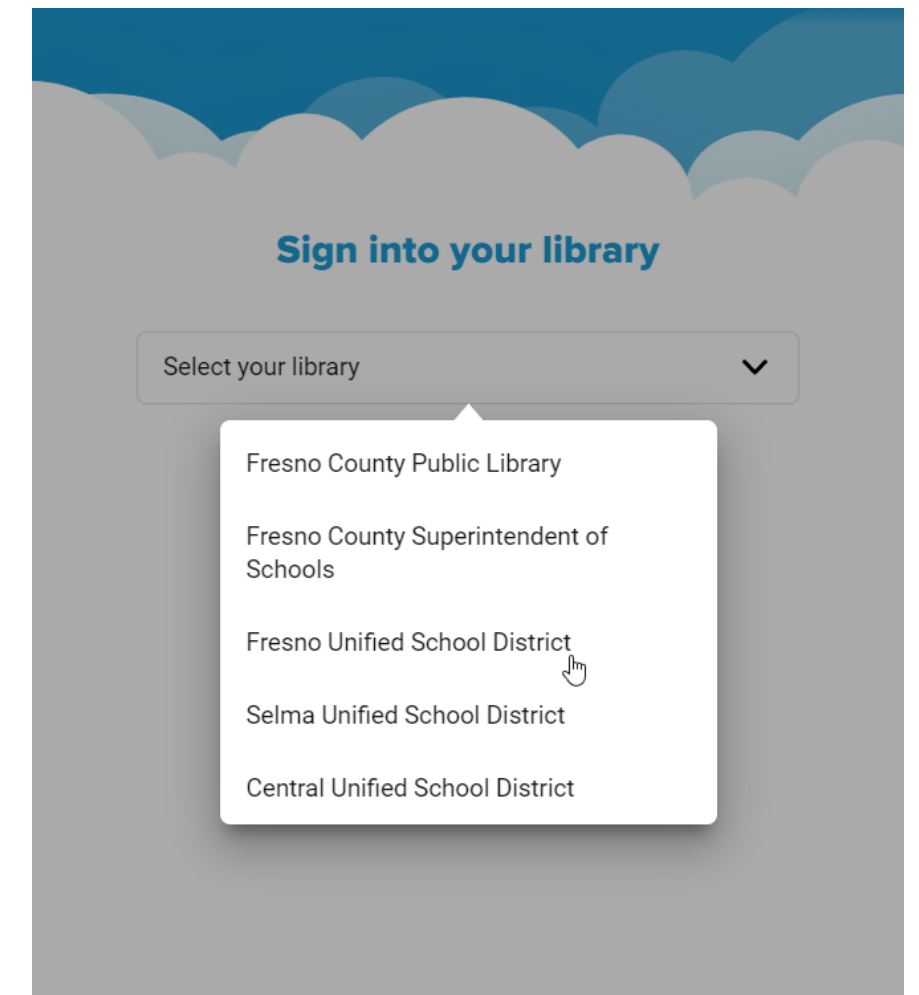 Sign into your library
Select your library
Fresno County Public Library
Fresno County Superintendent of
Schools
Fresno Unified School District
Selma Unified School District
Central Unified School District